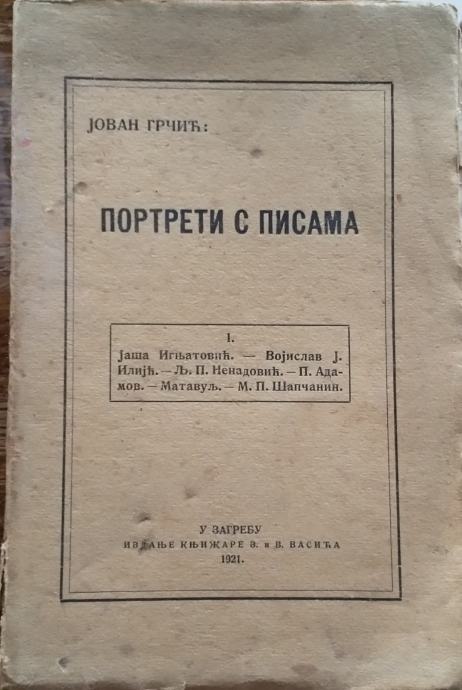 ЈОВАН ГРЧИЋ:
ПОРТРЕТИ С ПИСАМА
I.
Јаша Игњатовић. — Војислав Ј.
Илијћ. — Љ. П. Ненадовић. — П. Ада-
мов. — Матавуљ. — М. П. Шапчанин.
У ЗАГРЕБУ
ИЗДАЊЕ КЊИЖАРЕ З. и В. ВАСИЋА
1921.